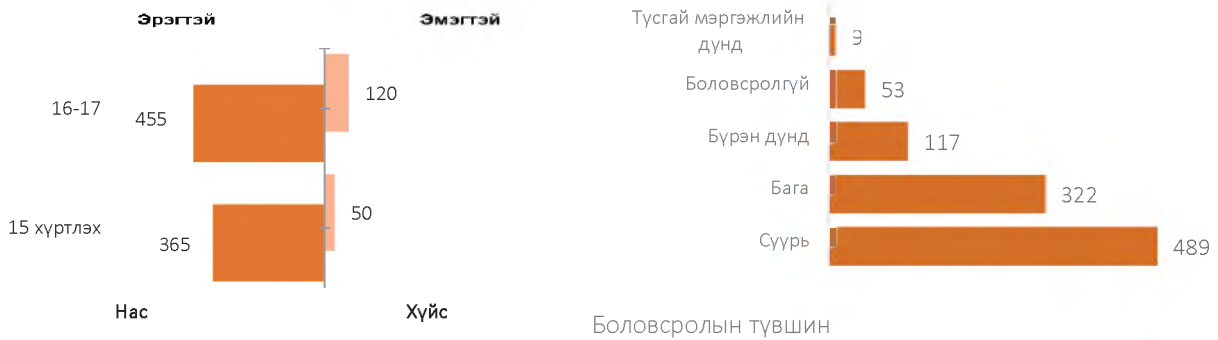 Эрэгтэй Эмэгтэй
16-17 455 120
15 хүртлэх 365 50
Нас Хүйс
Тусгай мэргэжлийн
дунд 9
Боловсролгүй 53
Бүрэн дунд 117
Бага 322
Суурь 489
Боловсролын түвшин